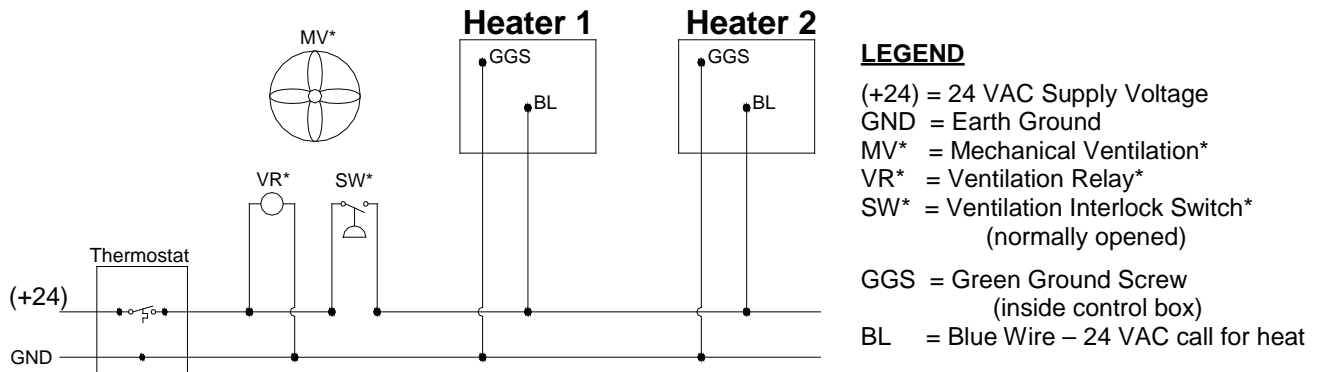 Heater 1
Heater 2
MV*
GGS
BL
GGS
BL
VR*
SW*
Thermostat
(+24)
GND
LEGEND
(+24) = 24 VAC Supply Voltage
GND = Earth Ground
MV* = Mechanical Ventilation*
VR* = Ventilation Relay*
SW* = Ventilation Interlock Switch*
(normally opened)
GGS = Green Ground Screw
(inside control box)
BL = Blue Wire – 24 VAC call for heat